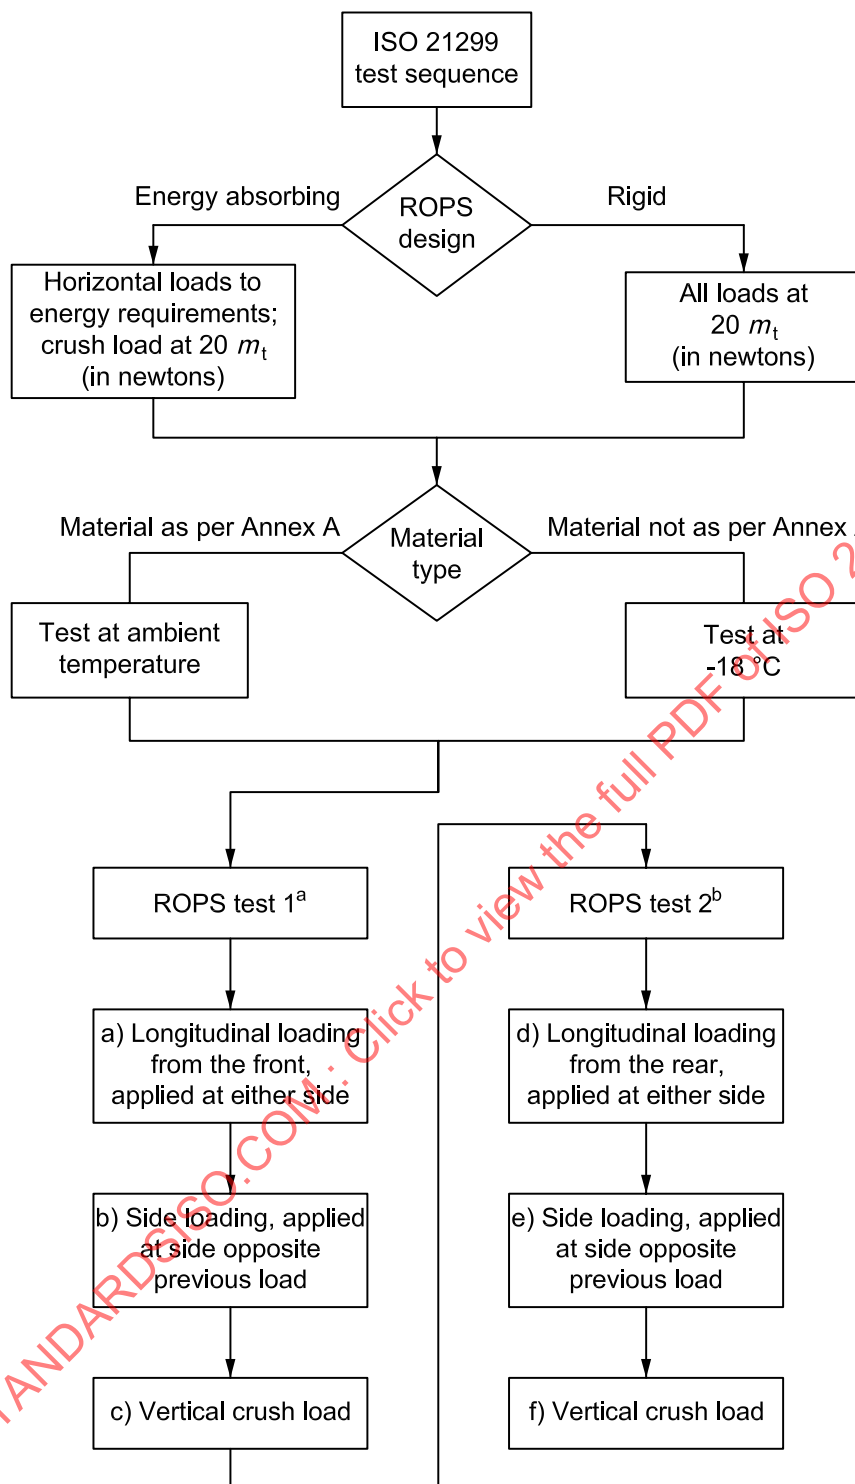 ISO 21299
test sequence
Energy absorbing
ROPS
design
Rigid
Horizontal loads to
energy requirements;
crush load at 20 mt
(in newtons)
All loads at
20 mt
(in newtons)
Material as per Annex A
Material
type
Material not as per Annex
Test at ambient
temperature
Test at
-18 °C
ROPS test 1a
ROPS test 2b
a) Longitudinal loading
from the front,
applied at either side
d) Longitudinal loading
from the rear,
applied at either side
b) Side loading, applied
at side opposite
previous load
e) Side loading, applied
at side opposite
previous load
c) Vertical crush load
f) Vertical crush load
TANDARDSISO.COM : Click to view the full PDF of ISO 2